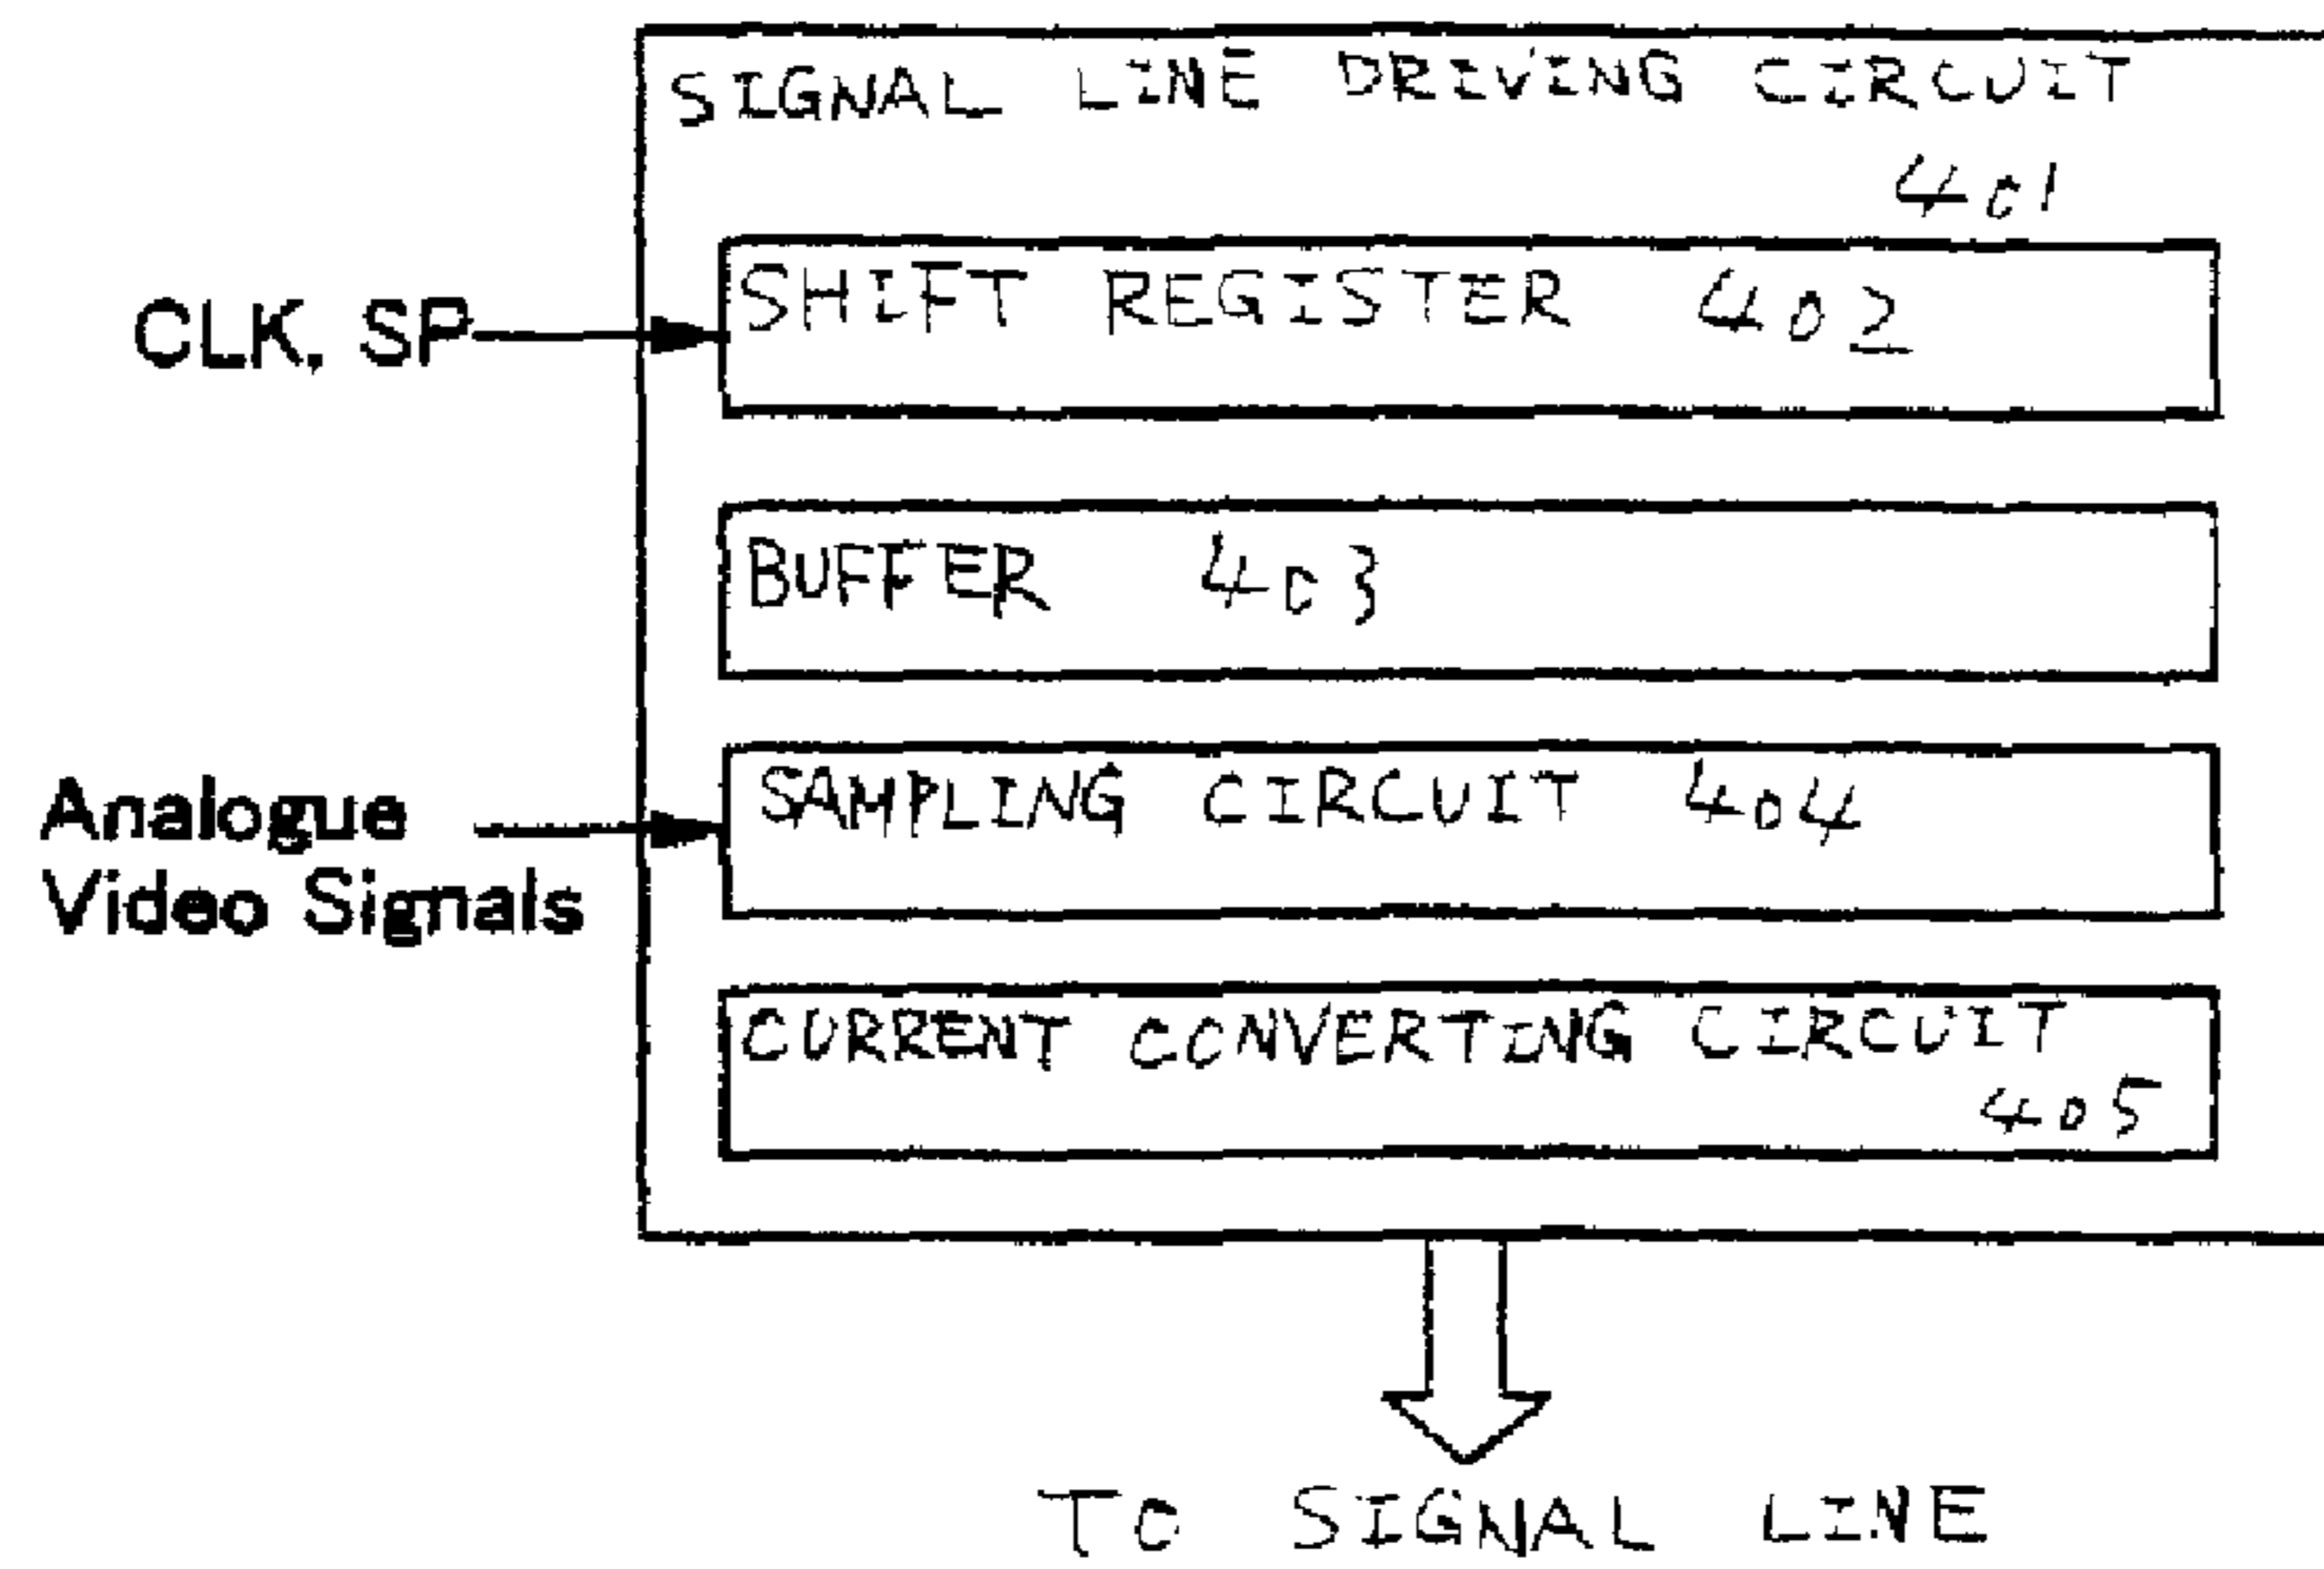 SIGNAL LINE DRIVING CIRCUIT
401
CLK, SP
SHIFT REGISTER 402
BUFFER 403
Analogue
Video Signals
SAMPLING CIRCUIT 404
CURRENT CONVERTING CIRCUIT
405
TO SIGNAL LINE